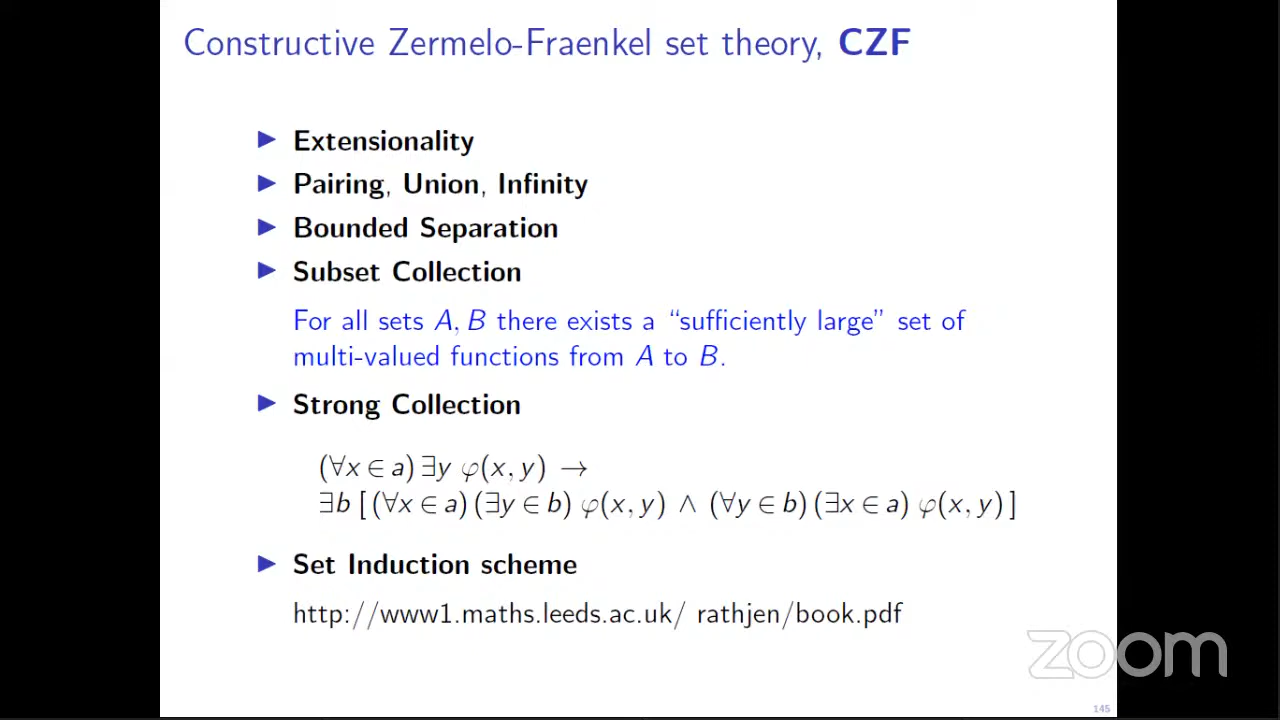 Constructive Zermelo-Fraenkel set theory, CZF
▶ Extensionality
▶ Pairing, Union, Infinity
▶ Bounded Separation
▶ Subset Collection
For all sets A, B there exists a “sufficiently large” set of
multi-valued functions from A to B.
▶ Strong Collection
(∀x ∈ a) ∃y φ(x, y) →
∃b [ (∀x ∈ a) (∃y ∈ b) φ(x, y) ∧ (∀y ∈ b) (∃x ∈ a) φ(x, y) ]
▶ Set Induction scheme
http://www1.maths.leeds.ac.uk/ rathjen/book.pdf
zoom
145